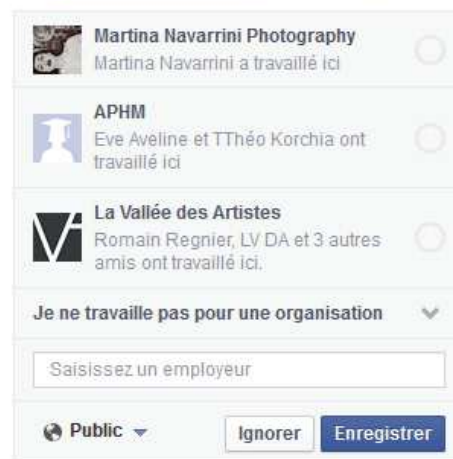 Martina Navarrini Photography
Martina Navarrini a travaillé ici
APHM
Eve Aveline et TThéo Korchia ont
travaillé ici
La Vallée des Artistes
Romain Regnier, LV DA et 3 autres
amis ont travaillé ici.
Je ne travaille pas pour une organisation
Saisissez un employeur
Public Ignorer Enregistrer